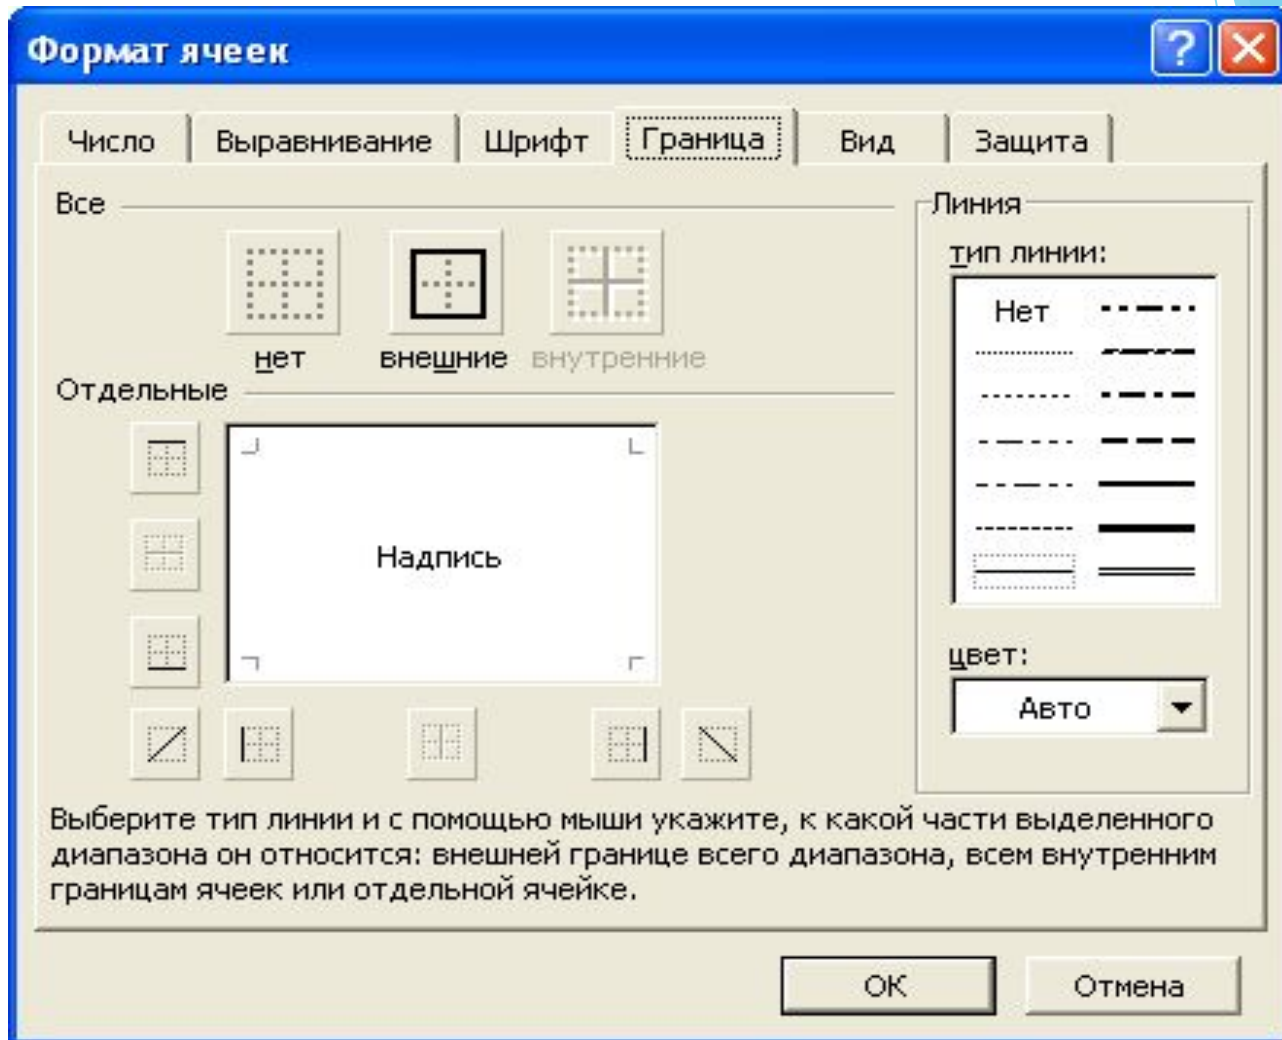 Формат ячеек
Число Выравнивание Шрифт Граница Вид Защита
Все
нет внешние внутренние
Отдельные
Надпись
Линия
тип линии:
Нет
цвет:
Авто
Выберите тип линии и с помощью мыши укажите, к какой части выделенного
диапазона он относится: внешней границе всего диапазона, всем внутренним
границам ячеек или отдельной ячейке.
ОК Отмена